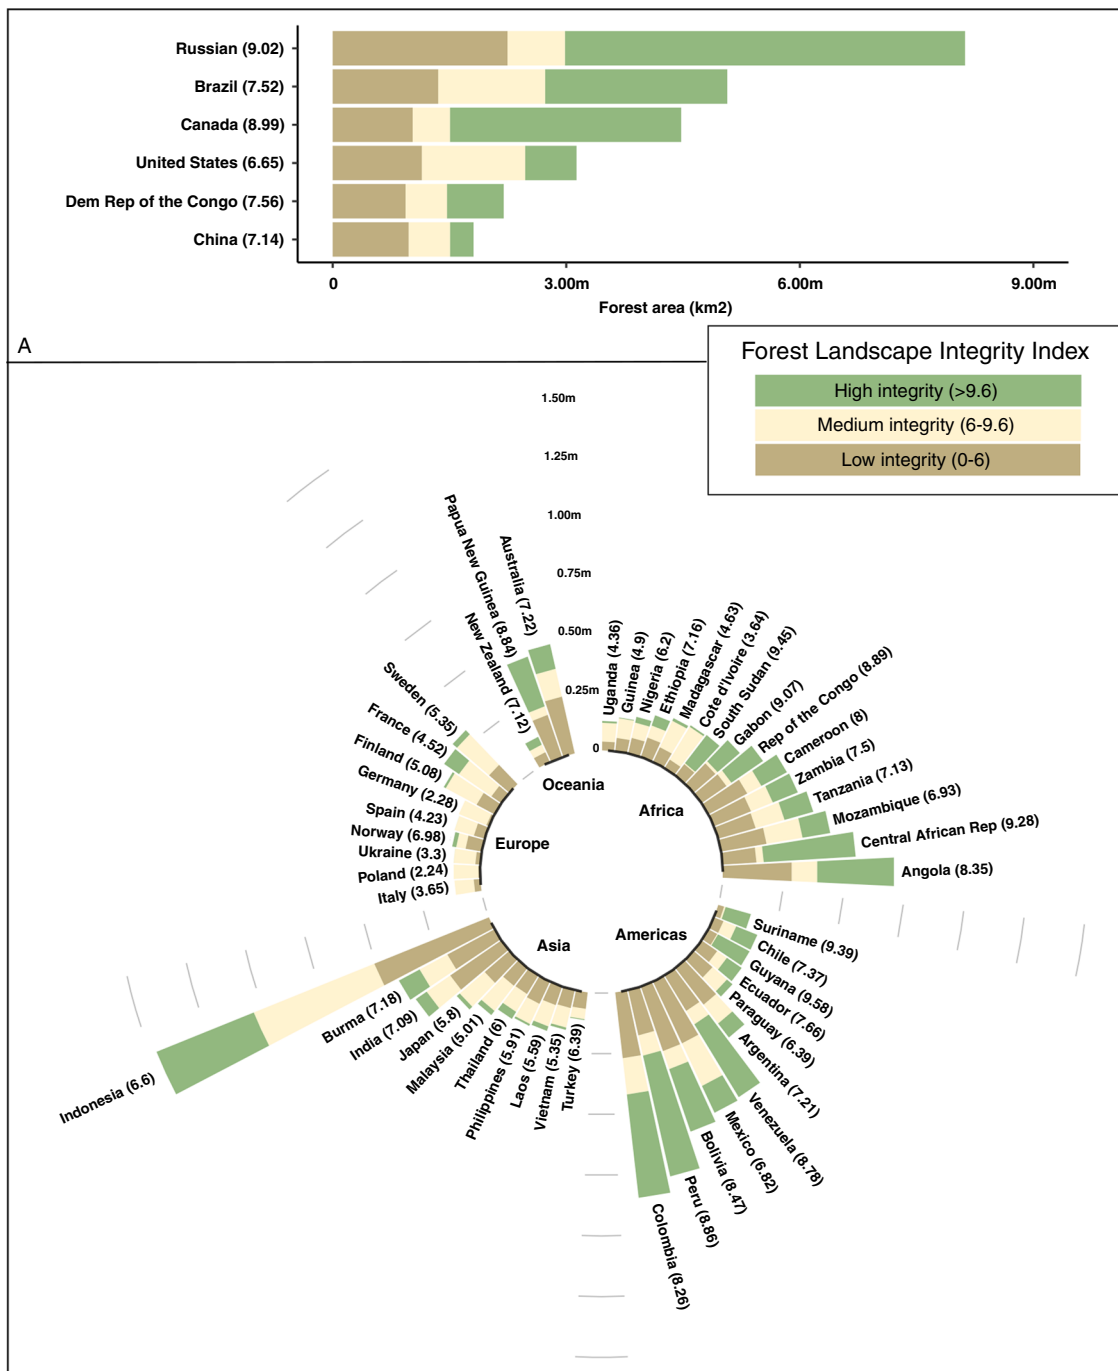 Russian (9.02)
Brazil (7.52)
Canada (8.99)
United States (6.65)
Dem Rep of the Congo (7.56)
China (7.14)
0
3.00m
6.00m
9.00m
Forest area (km2)
A
Forest Landscape Integrity Index
High integrity (>9.6)
Medium integrity (6-9.6)
Low integrity (0-6)
1.50m
1.25m
1.00m
0.75m
0.50m
0.25m
0
Papua New Guinea (8.84)
Australia (7.22)
New Zealand (7.12)
Oceania
Uganda (4.36)
Guinea (4.9)
Nigeria (6.2)
Ethiopia (7.16)
Madagascar (4.63)
Cote d'Ivoire (3.64)
South Sudan (9.45)
Gabon (9.07)
Rep of the Congo (8.89)
Cameroon (8)
Zambia (7.5)
Tanzania (7.13)
Mozambique (6.93)
Central African Rep (9.28)
Angola (8.35)
Africa
Sweden (5.35)
France (4.52)
Finland (5.08)
Germany (2.28)
Spain (4.23)
Norway (6.98)
Ukraine (3.3)
Poland (2.24)
Italy (3.65)
Europe
Americas
Suriname (9.39)
Chile (7.37)
Guyana (9.58)
Ecuador (7.66)
Paraguay (6.39)
Argentina (7.21)
Venezuela (8.78)
Mexico (6.82)
Bolivia (8.47)
Peru (8.86)
Colombia (8.26)
Asia
Indonesia (6.6)
Burma (7.18)
India (7.09)
Japan (5.8)
Malaysia (5.01)
Thailand (6)
Philippines (5.91)
Laos (5.59)
Vietnam (5.35)
Turkey (6.39)